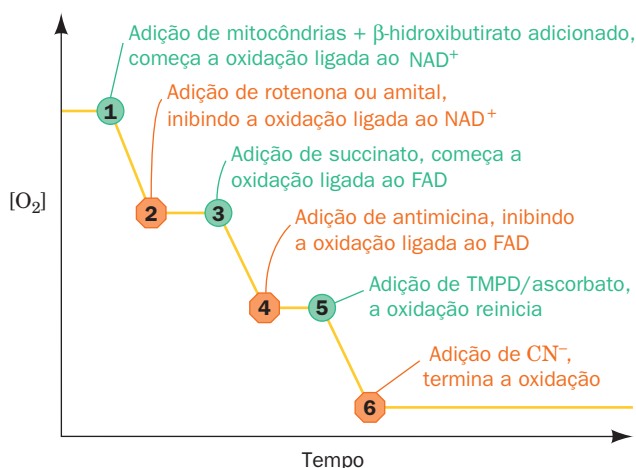 Adição de mitocôndrias + β-hidroxibutirato adicionado,
começa a oxidação ligada ao NAD⁺
1
Adição de rotenona ou amital,
inibindo a oxidação ligada ao NAD⁺
2
Adição de succinato, começa a
oxidação ligada ao FAD
3
[O₂]
Adição de antimicina, inibindo
a oxidação ligada ao FAD
4
Adição de TMPD/ascorbato,
a oxidação reinicia
5
Adição de CN⁻,
termina a oxidação
6
Tempo